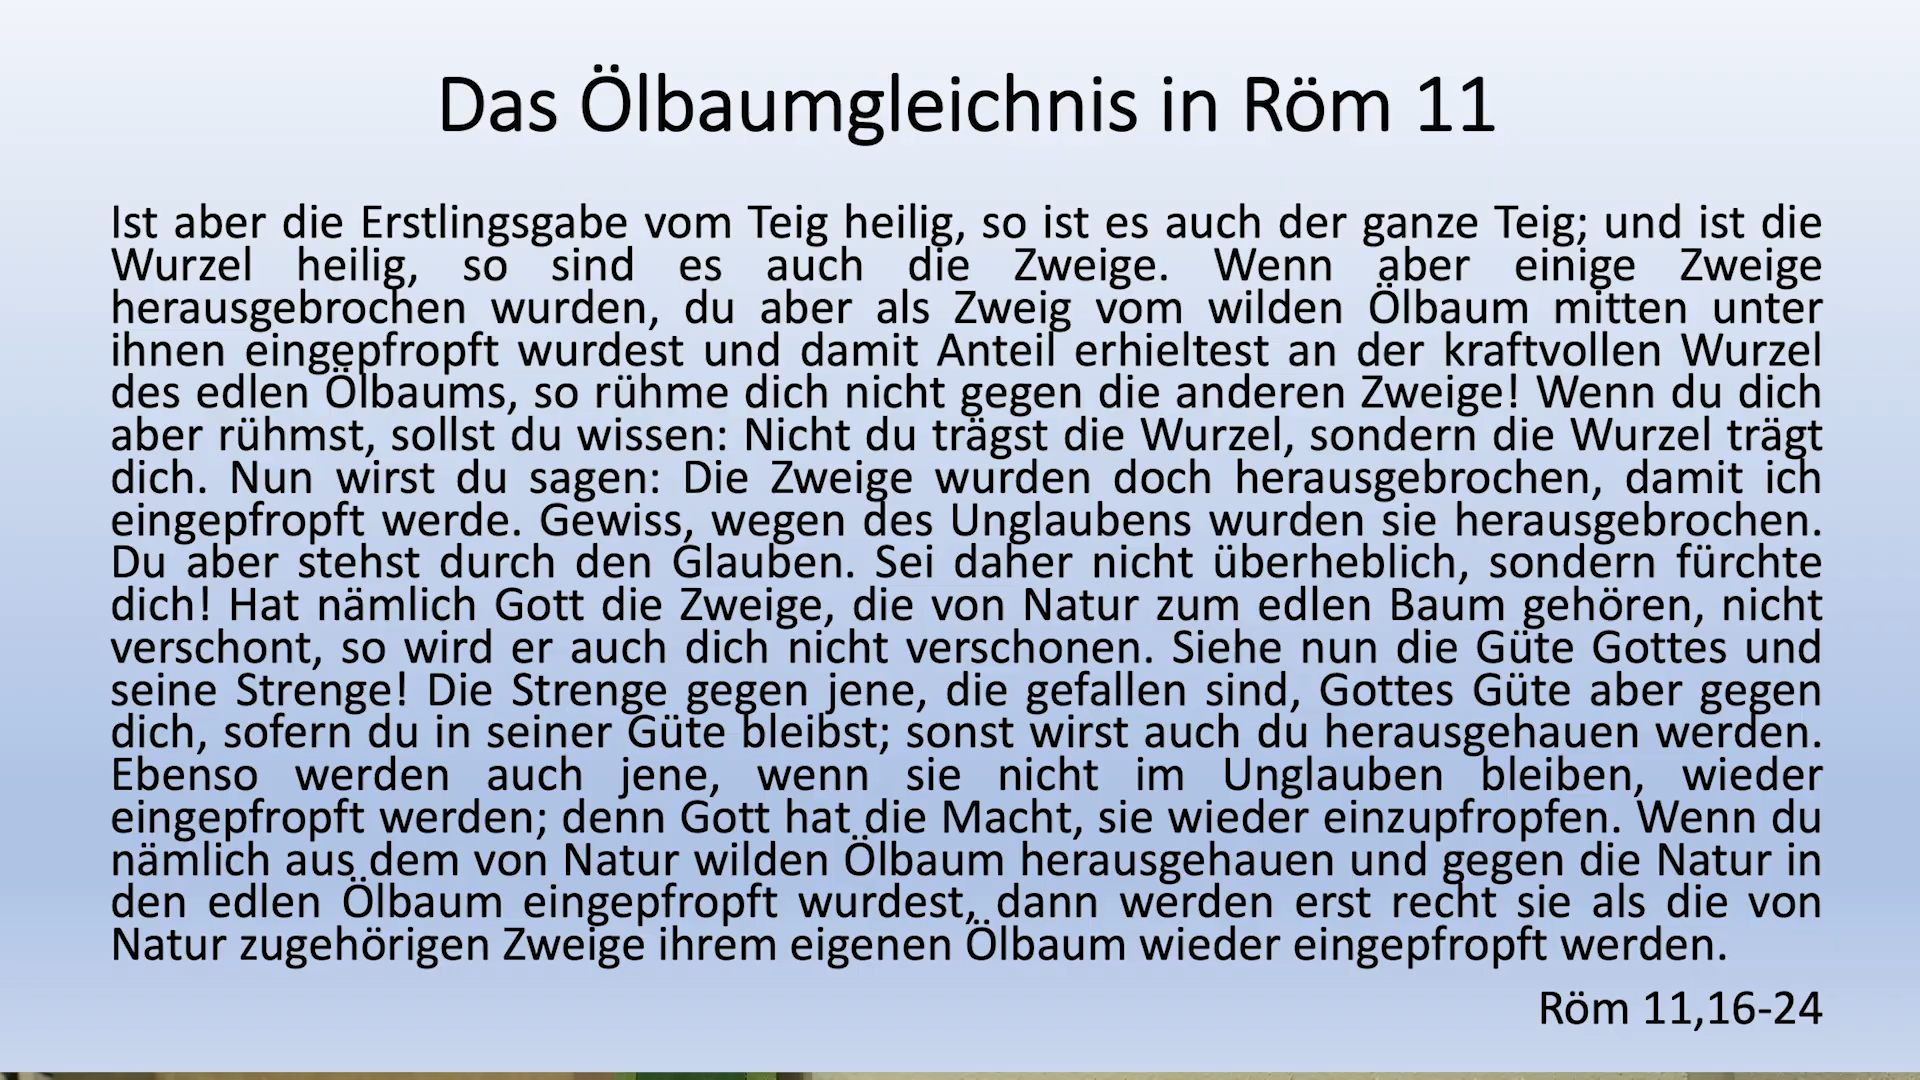 Das Ölbaumgleichnis in Röm 11
Ist aber die Erstlingsgabe vom Teig heilig, so ist es auch der ganze Teig; und ist die
Wurzel heilig, so sind es auch die Zweige. Wenn aber einige Zweige
herausgebrochen wurden, du aber als Zweig vom wilden Ölbaum mitten unter
ihnen eingepfropft wurdest und damit Anteil erhieltest an der kraftvollen Wurzel
des edlen Ölbaums, so rühme dich nicht gegen die anderen Zweige! Wenn du dich
aber rühmst, sollst du wissen: Nicht du trägst die Wurzel, sondern die Wurzel trägt
dich. Nun wirst du sagen: Die Zweige wurden doch herausgebrochen, damit ich
eingepfropft werde. Gewiss, wegen des Unglaubens wurden sie herausgebrochen.
Du aber stehst durch den Glauben. Sei daher nicht überheblich, sondern fürchte
dich! Hat nämlich Gott die Zweige, die von Natur zum edlen Baum gehören, nicht
verschont, so wird er auch dich nicht verschonen. Siehe nun die Güte Gottes und
seine Strenge! Die Strenge gegen jene, die gefallen sind, Gottes Güte aber gegen
dich, sofern du in seiner Güte bleibst; sonst wirst auch du herausgehauen werden.
Ebenso werden auch jene, wenn sie nicht im Unglauben bleiben, wieder
eingepfropft werden; denn Gott hat die Macht, sie wieder einzupfropfen. Wenn du
nämlich aus dem von Natur wilden Ölbaum herausgehauen und gegen die Natur in
den edlen Ölbaum eingepfropft wurdest, dann werden erst recht sie als die von
Natur zugehörigen Zweige ihrem eigenen Ölbaum wieder eingepfropft werden.
Röm 11,16-24